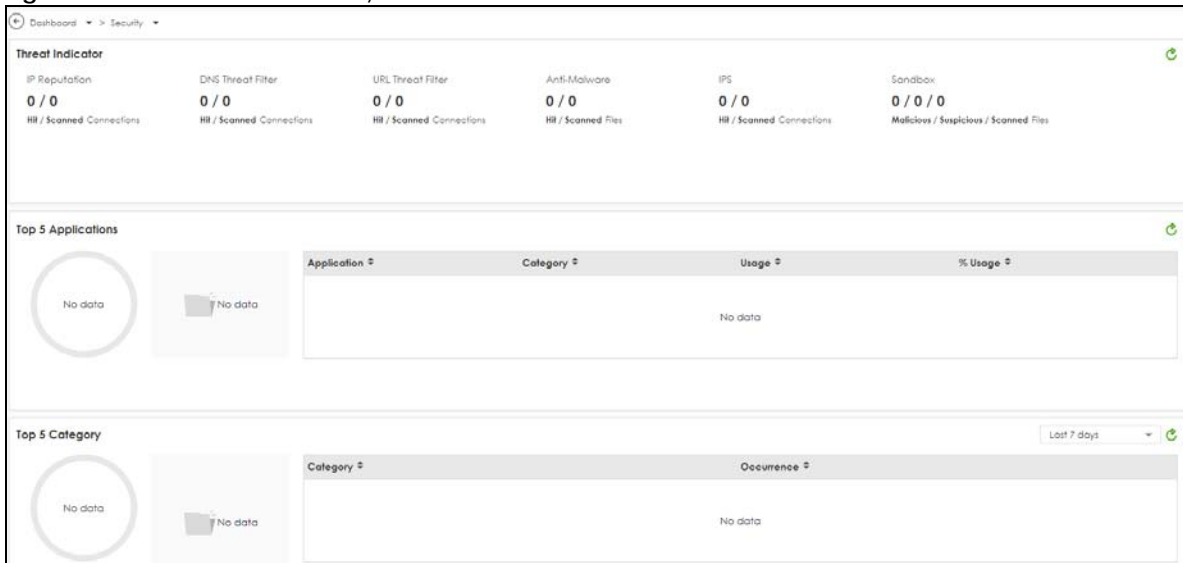 Dashboard > Security
Threat Indicator
IP Reputation
0 / 0
Hit / Scanned Connections
DNS Threat Filter
0 / 0
Hit / Scanned Connections
URL Threat Filter
0 / 0
Hit / Scanned Connections
Anti-Malware
0 / 0
Hit / Scanned Files
IPS
0 / 0
Hit / Scanned Connections
Sandbox
0 / 0 / 0
Malicious / Suspicious / Scanned Files
Top 5 Applications
No data
No data
Application Category Usage % Usage
No data
Top 5 Category
Last 7 days
No data
No data
Category Occurrence
No data